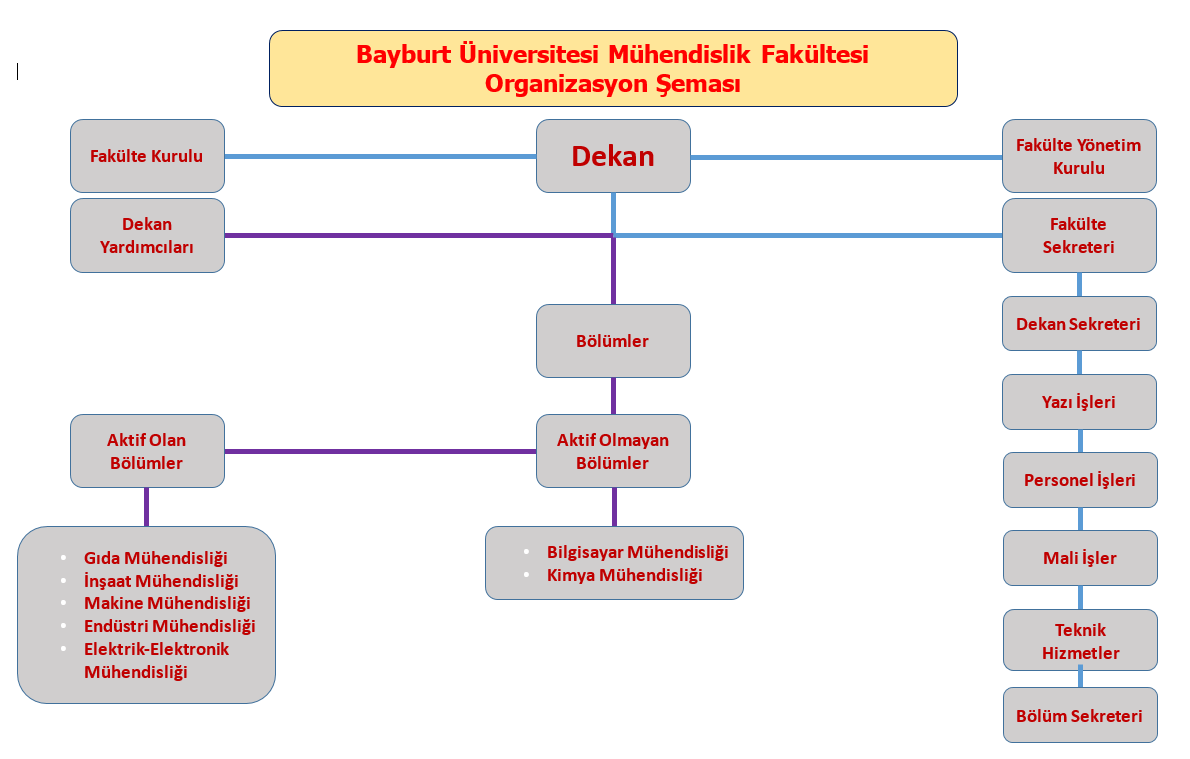 Bayburt Üniversitesi Mühendislik Fakültesi
Organizasyon Şeması
Fakülte Kurulu
Dekan
Fakülte Yönetim
Kurulu
Dekan
Yardımcıları
Fakülte
Sekreteri
Bölümler
Dekan Sekreteri
Yazı İşleri
Aktif Olan
Bölümler
Aktif Olmayan
Bölümler
Personel İşleri
• Gıda Mühendisliği
• İnşaat Mühendisliği
• Makine Mühendisliği
• Endüstri Mühendisliği
• Elektrik-Elektronik
Mühendisliği
• Bilgisayar Mühendisliği
• Kimya Mühendisliği
Mali İşler
Teknik
Hizmetler
Bölüm Sekreteri